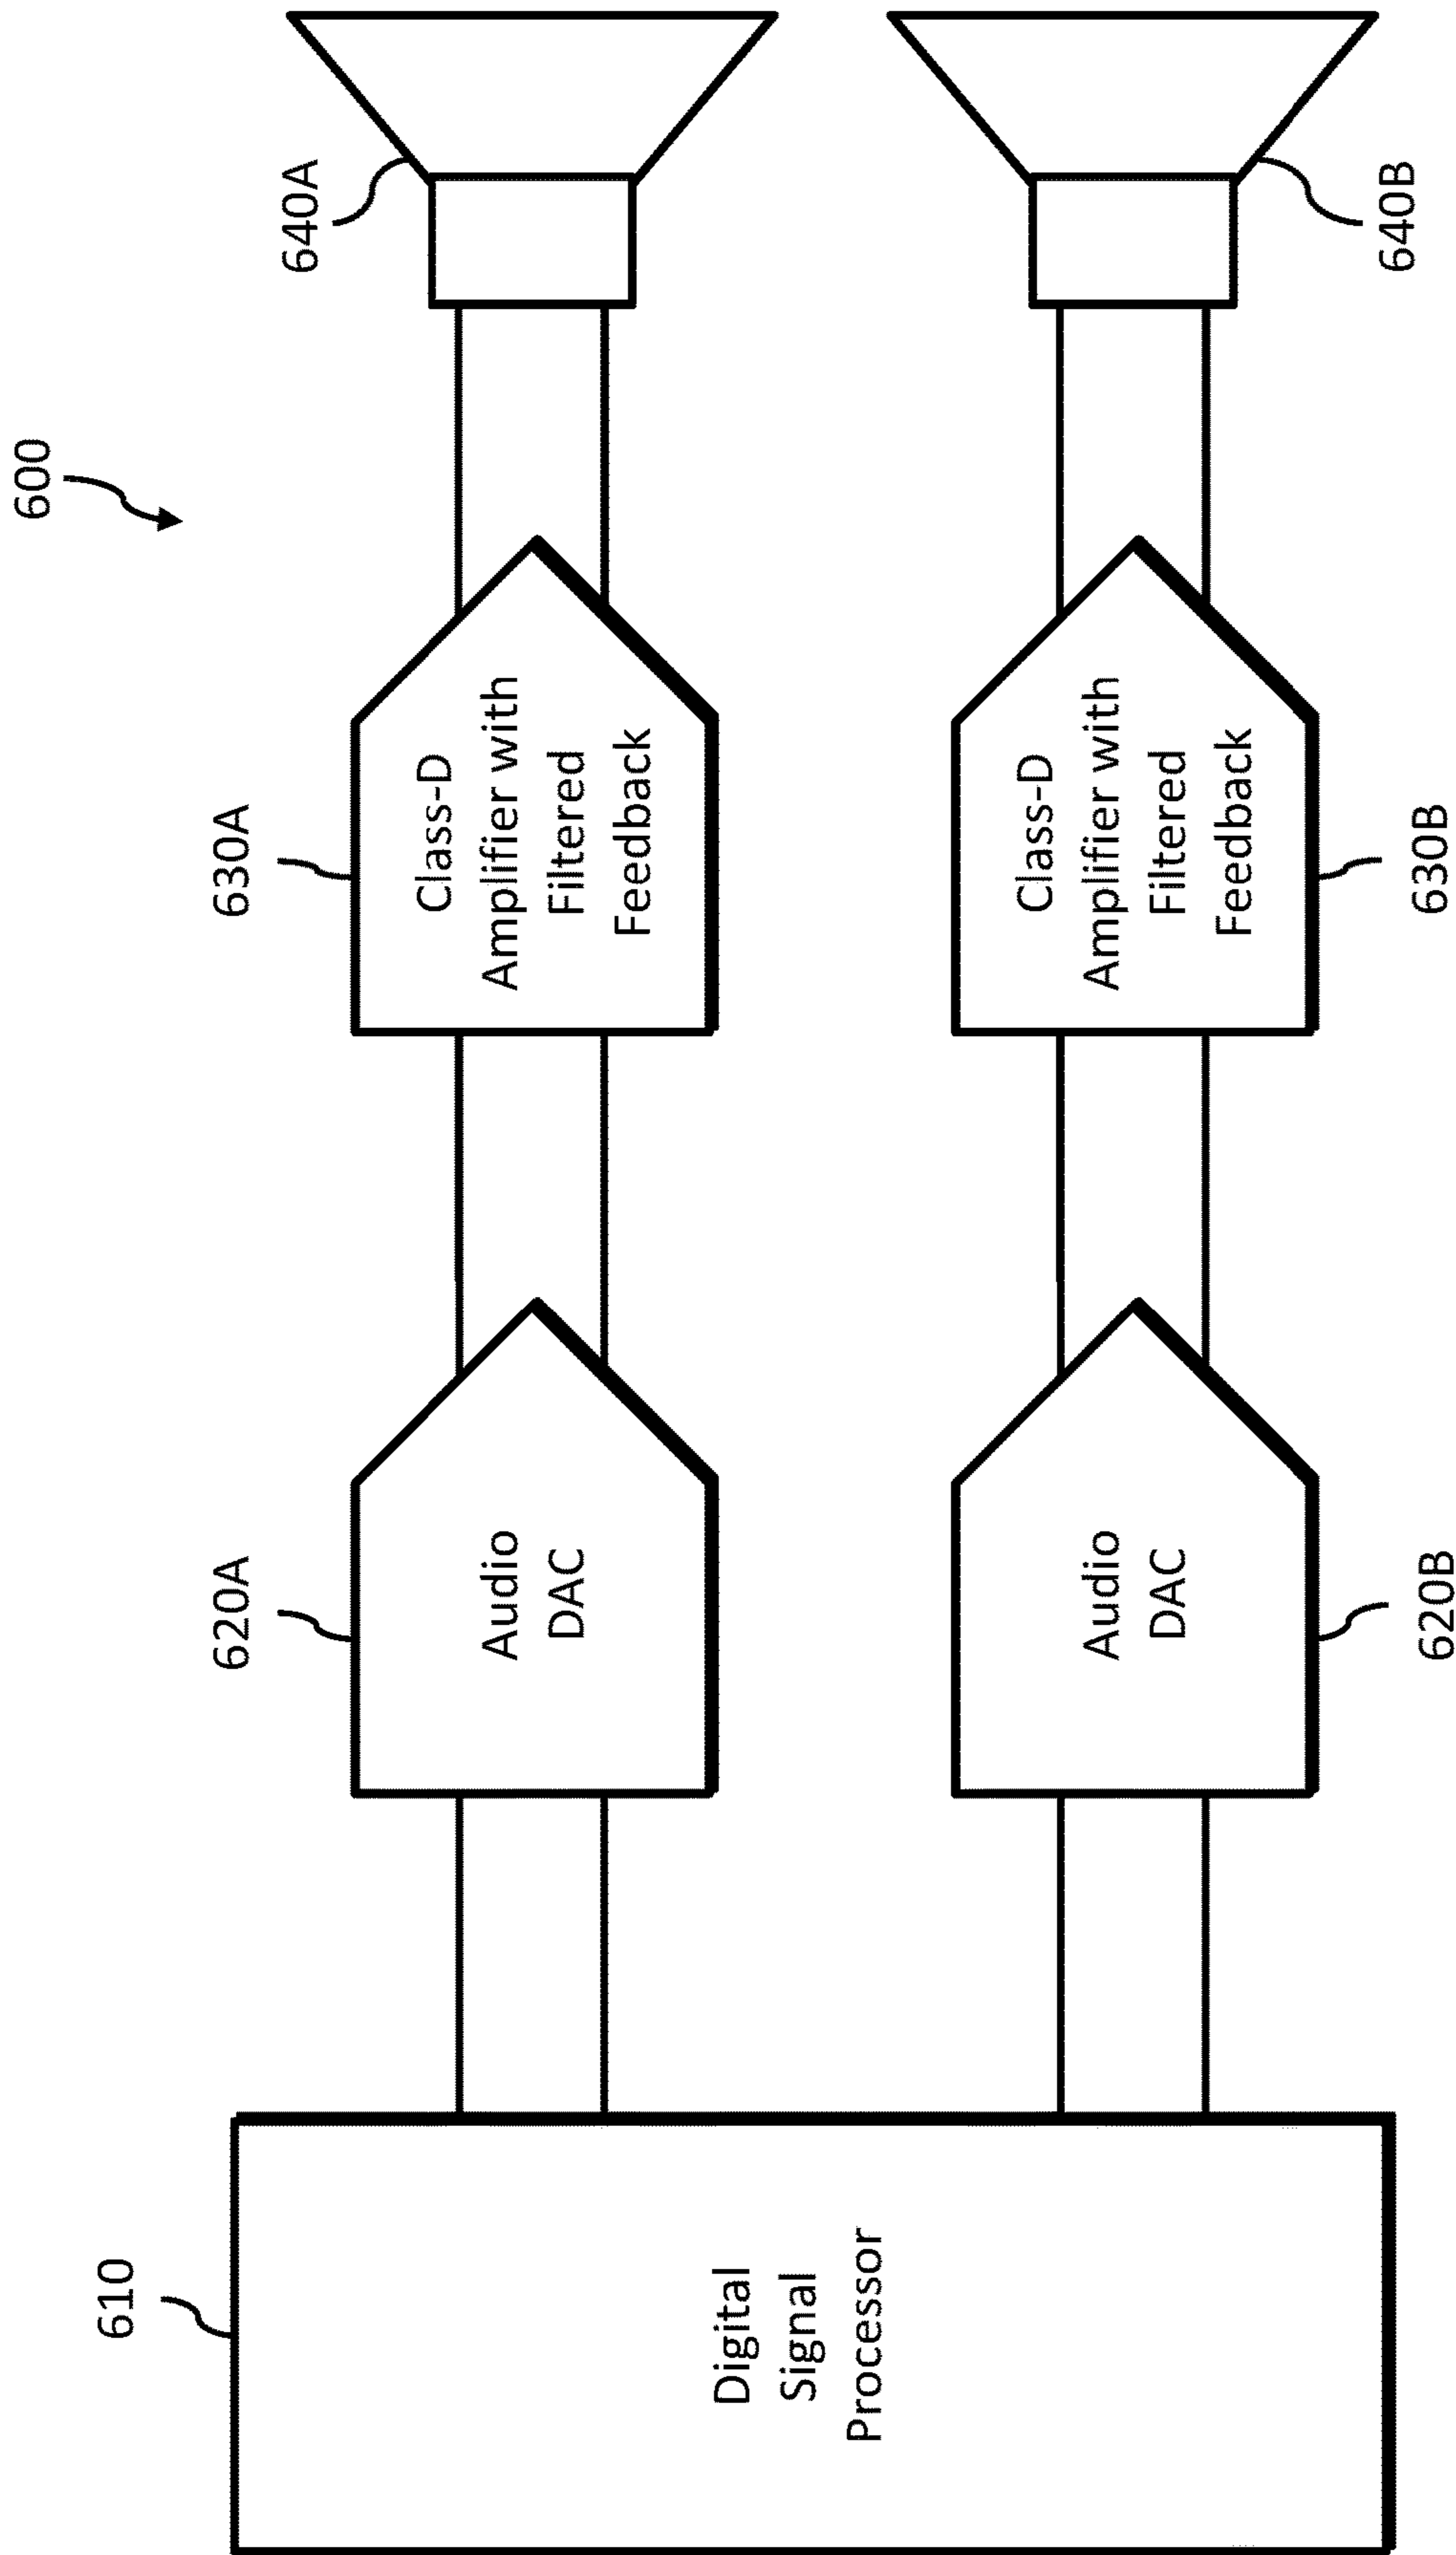 600
610
Digital
Signal
Processor
620A
Audio
DAC
630A
Class-D
Amplifier with
Filtered
Feedback
640A
Audio
DAC
620B
Class-D
Amplifier with
Filtered
Feedback
630B
640B